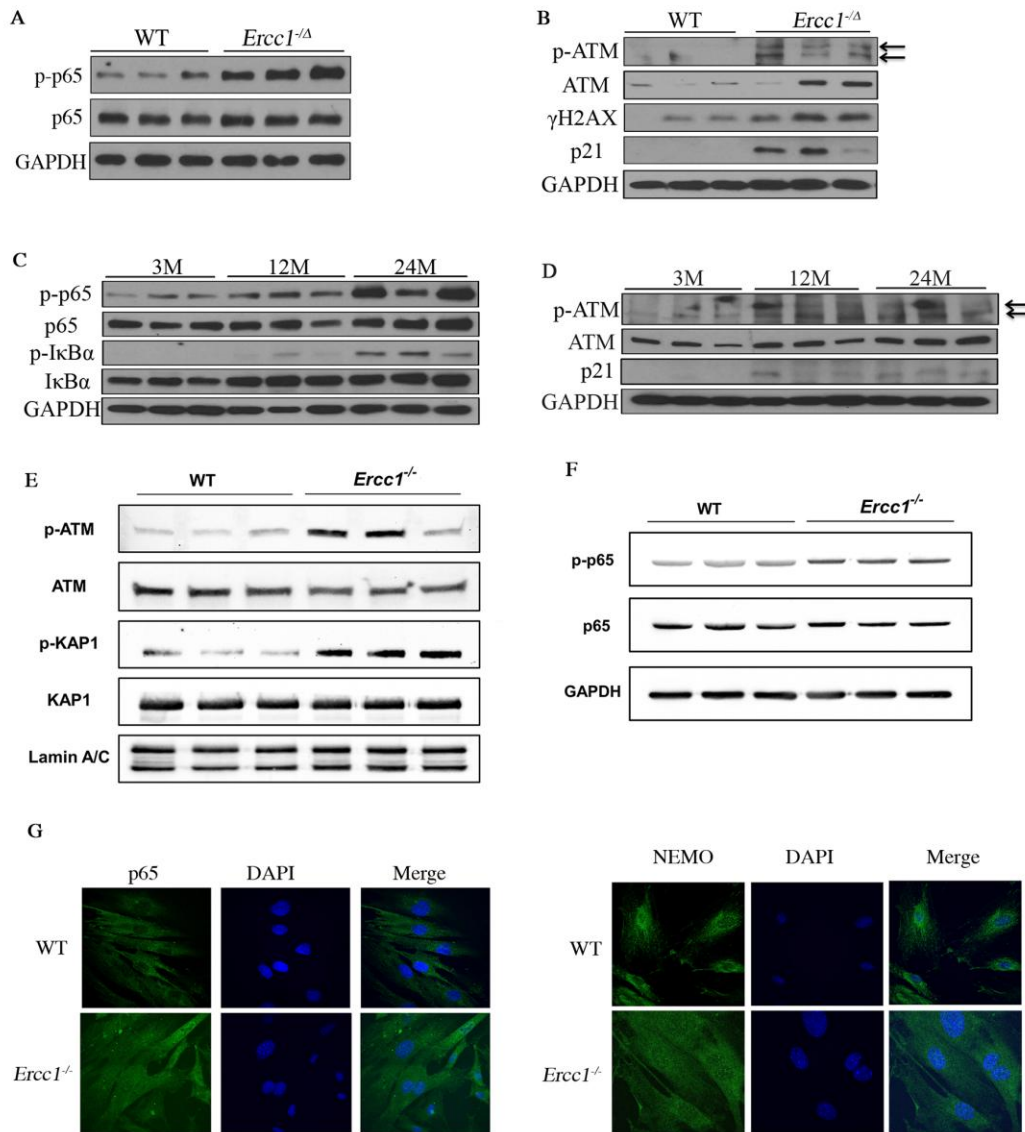 A
WT Ercc1-/Δ
p-p65
p65
GAPDH
B
WT Ercc1-/Δ
p-ATM
ATM
γH2AX
p21
GAPDH
C
3M 12M 24M
p-p65
p65
p-IκBα
IκBα
GAPDH
D
3M 12M 24M
p-ATM
ATM
p21
GAPDH
E
WT Ercc1-/-
p-ATM
ATM
p-KAP1
KAP1
Lamin A/C
F
WT Ercc1-/-
p-p65
p65
GAPDH
G
p65 DAPI Merge
WT
Ercc1-/-
NEMO DAPI Merge
WT
Ercc1-/-